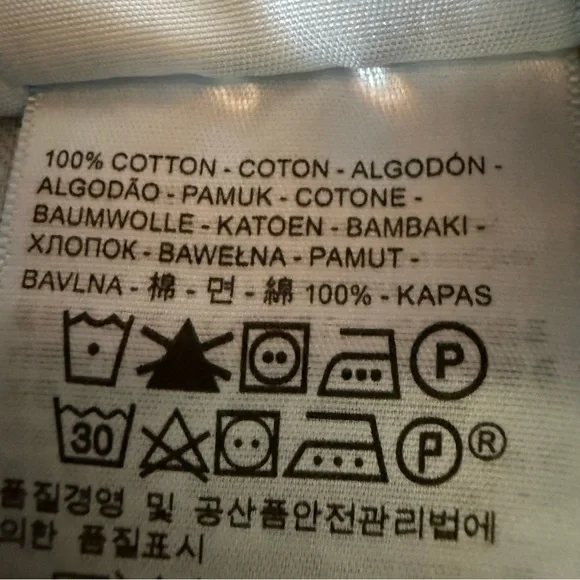 100% COTTON - COTON - ALGODÓN -
ALGODÃO - PAMUK - COTONE -
BAUMWOLLE - KATOEN - BAMBAKI -
ХЛОПОК - BAWEŁNA - PAMUT -
BAVLNA - 棉 - 면 - 綿 100% - KAPAS
P
30 P ®
품질경영 및 공산품안전관리법에
의한 품질표시